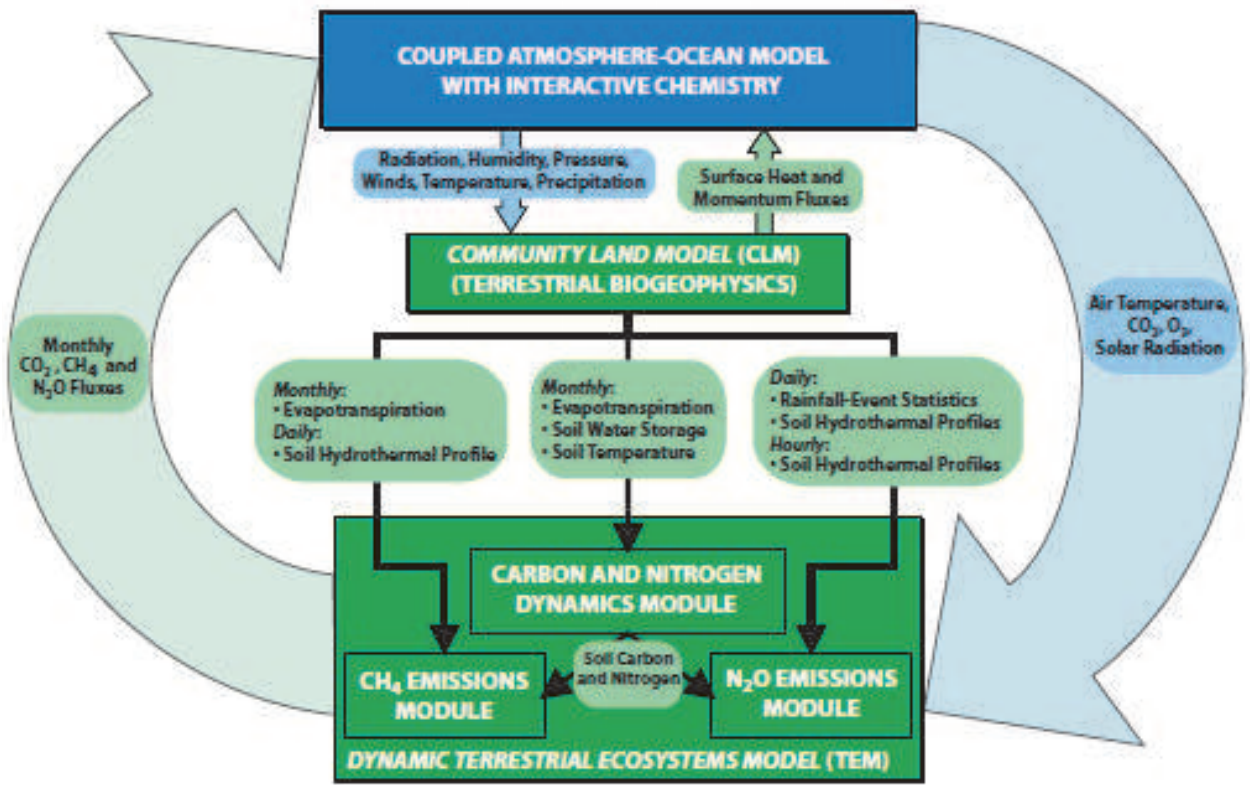 COUPLED ATMOSPHERE-OCEAN MODEL
WITH INTERACTIVE CHEMISTRY
Radiation, Humidity, Pressure,
Winds, Temperature, Precipitation
Surface Heat and
Momentum Fluxes
COMMUNITY LAND MODEL (CLM)
(TERRESTRIAL BIOGEOPHYSICS)
Monthly
CO₂, CH₄ and
N₂O Fluxes
Air Temperature,
CO₂, O₃,
Solar Radiation
Monthly:
• Evapotranspiration
Daily:
• Soil Hydrothermal Profile
Monthly:
• Evapotranspiration
• Soil Water Storage
• Soil Temperature
Daily:
• Rainfall-Event Statistics
• Soil Hydrothermal Profiles
Hourly:
• Soil Hydrothermal Profiles
CARBON AND NITROGEN
DYNAMICS MODULE
Soil Carbon
and Nitrogen
CH₄ EMISSIONS
MODULE
N₂O EMISSIONS
MODULE
DYNAMIC TERRESTRIAL ECOSYSTEMS MODEL (TEM)